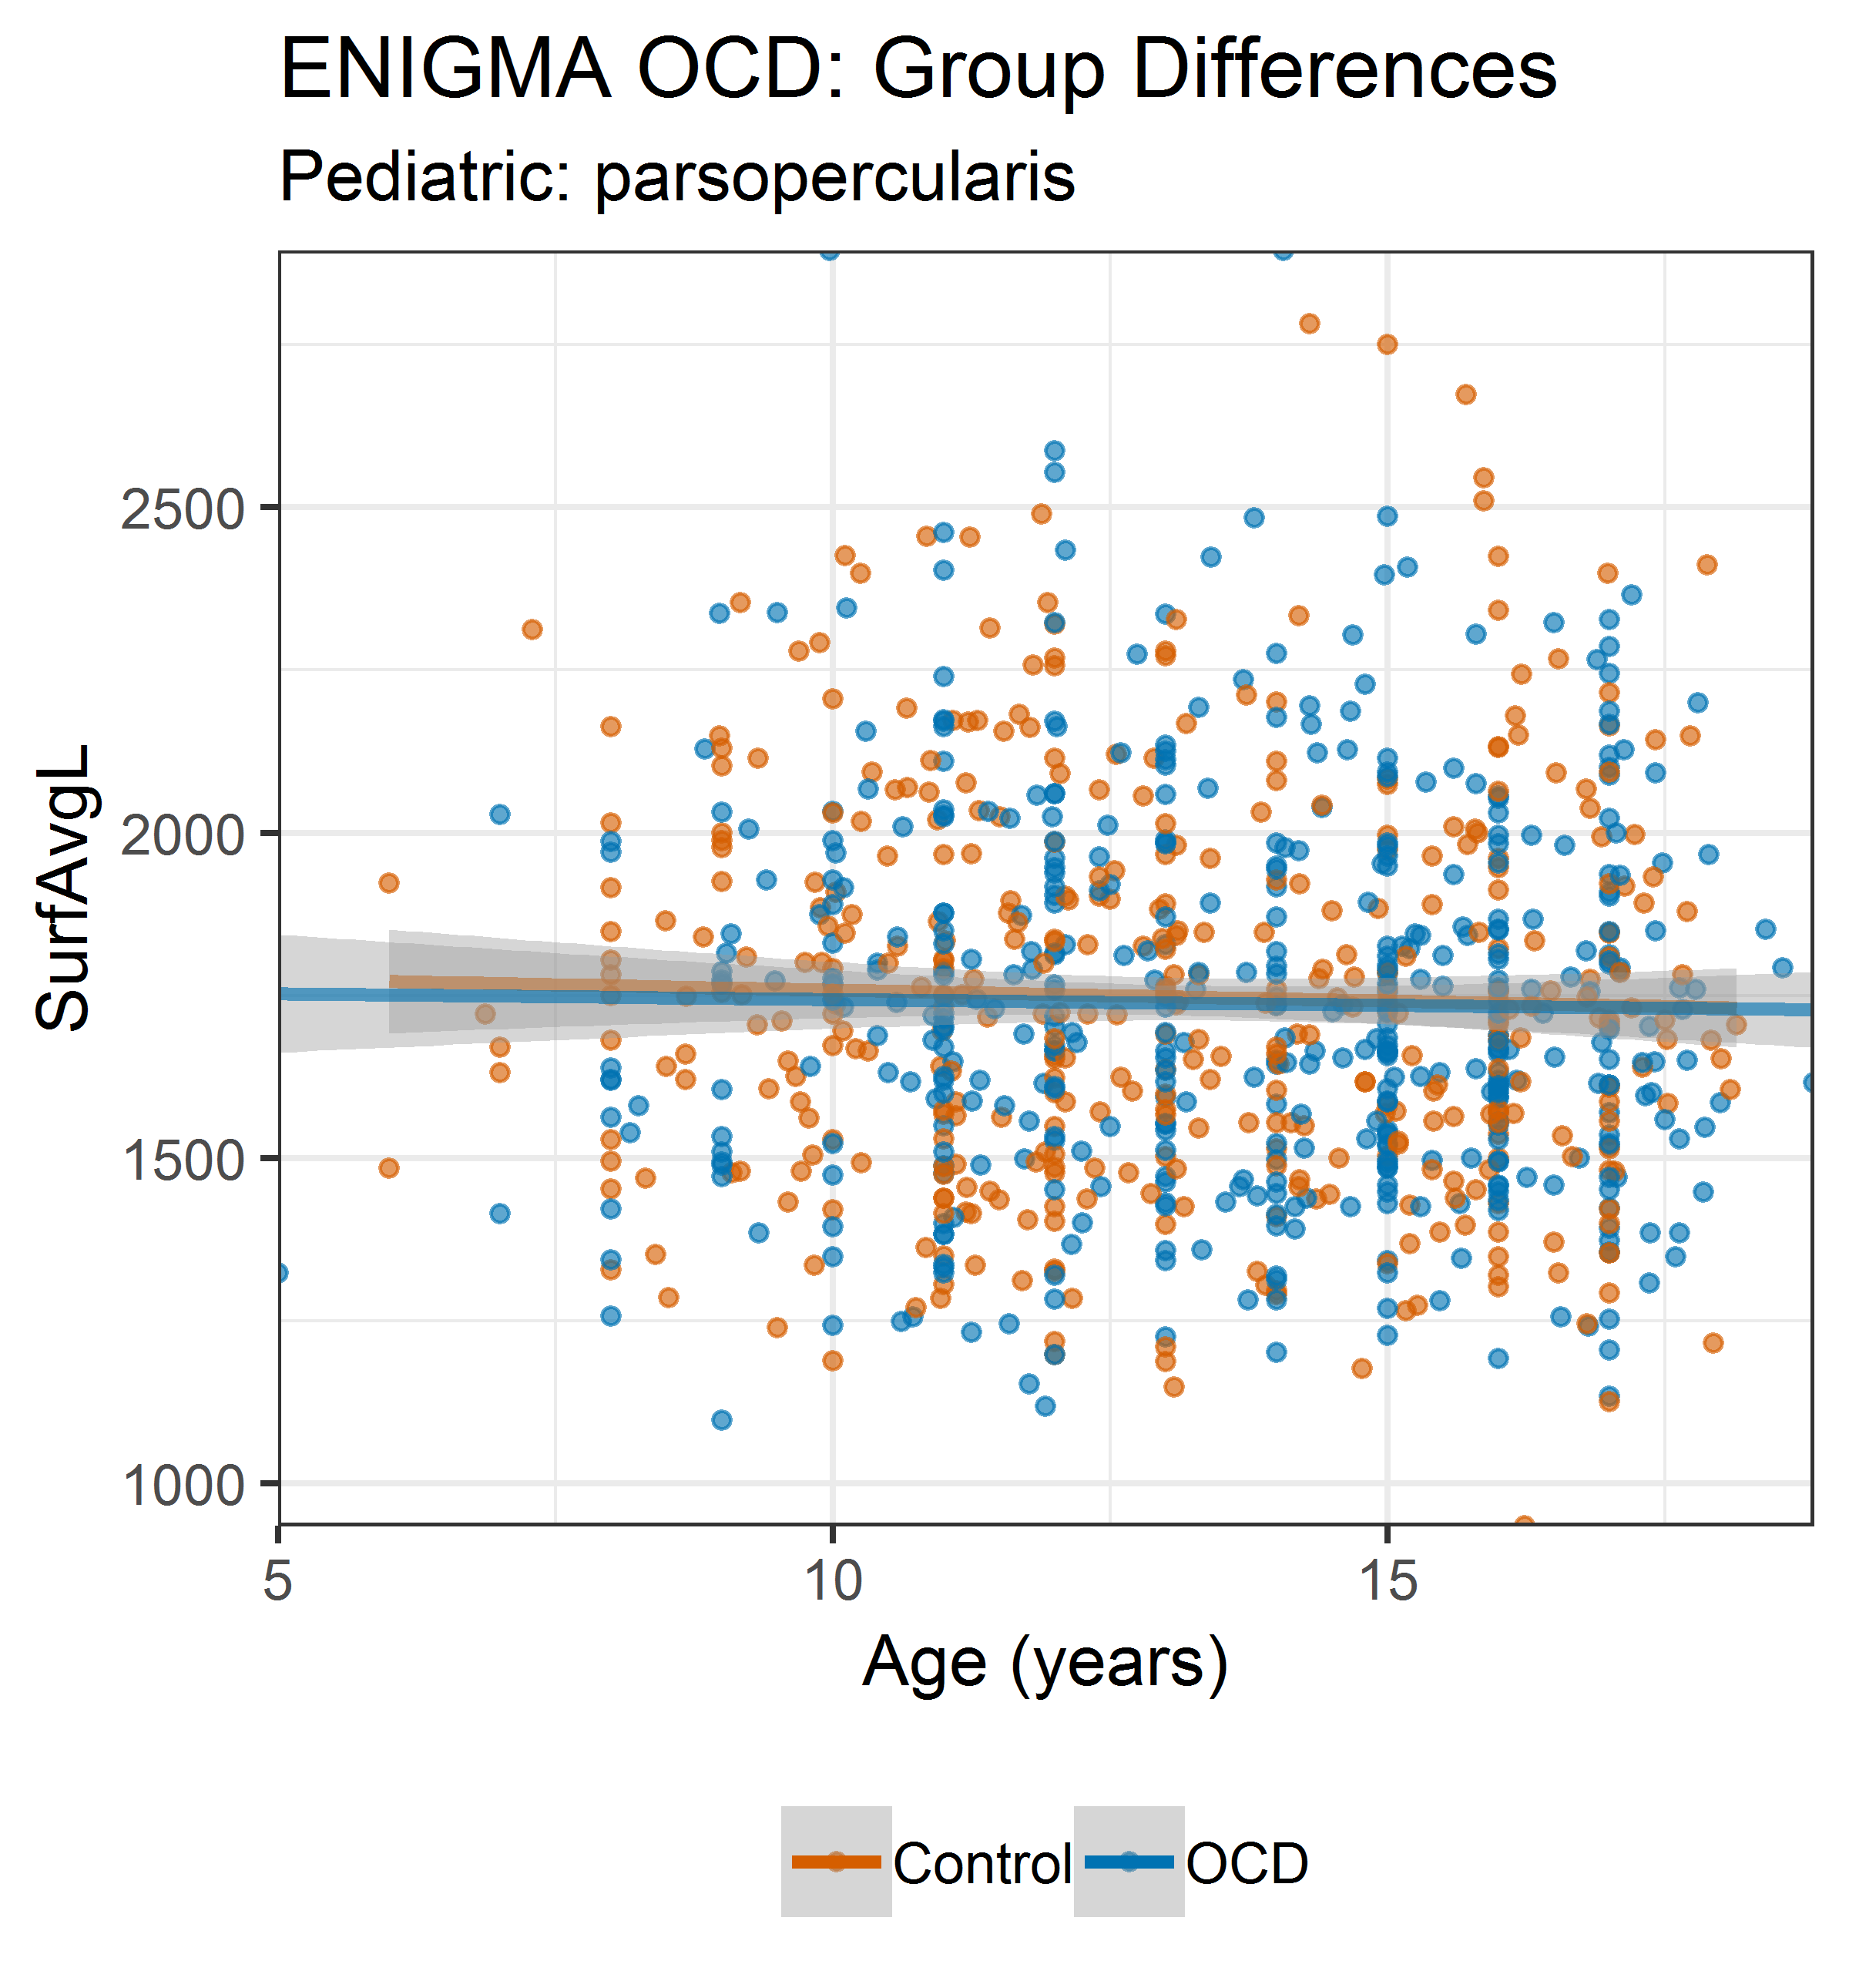 ENIGMA OCD: Group Differences
Pediatric: parsopercularis
SurfAvgL
2500
2000
1500
1000
5 10 15
Age (years)
Control OCD